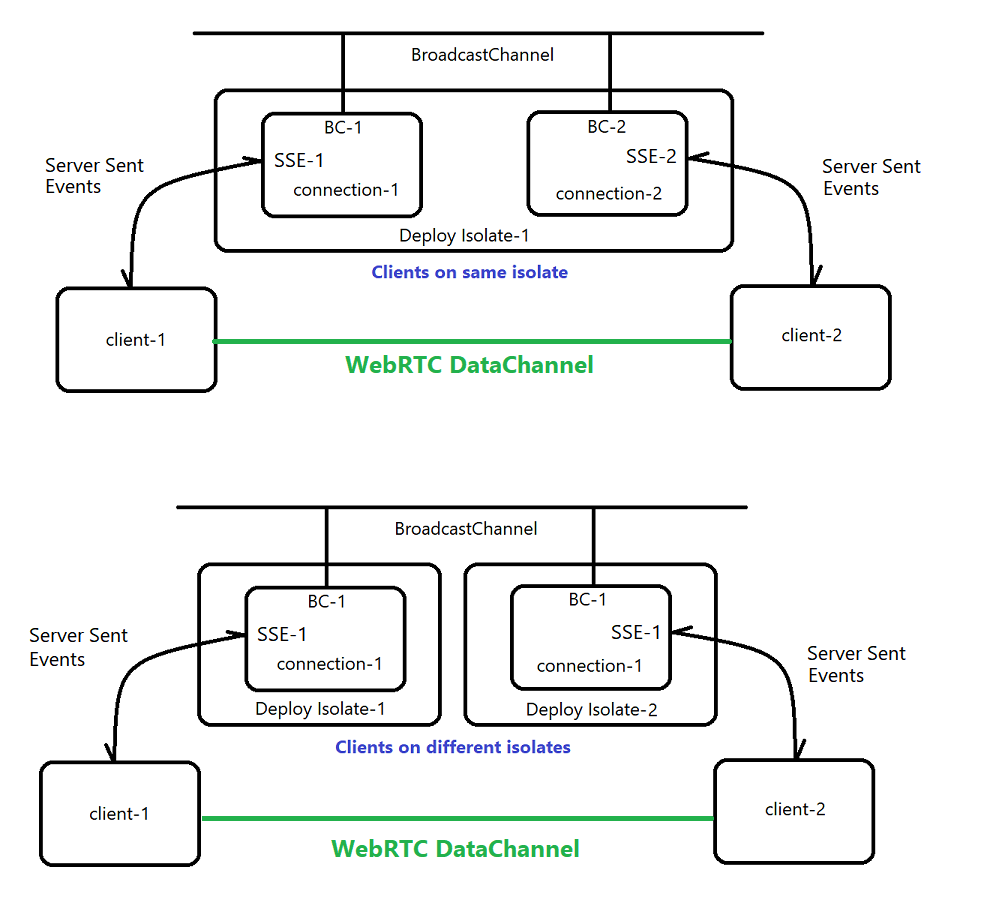 BroadcastChannel
BC-1
BC-2
SSE-1
SSE-2
connection-1
connection-2
Server Sent
Events
Server Sent
Events
Deploy Isolate-1
Clients on same isolate
client-1
client-2
WebRTC DataChannel
BroadcastChannel
BC-1
BC-1
SSE-1
SSE-1
connection-1
connection-1
Server Sent
Events
Server Sent
Events
Deploy Isolate-1
Deploy Isolate-2
Clients on different isolates
client-1
client-2
WebRTC DataChannel